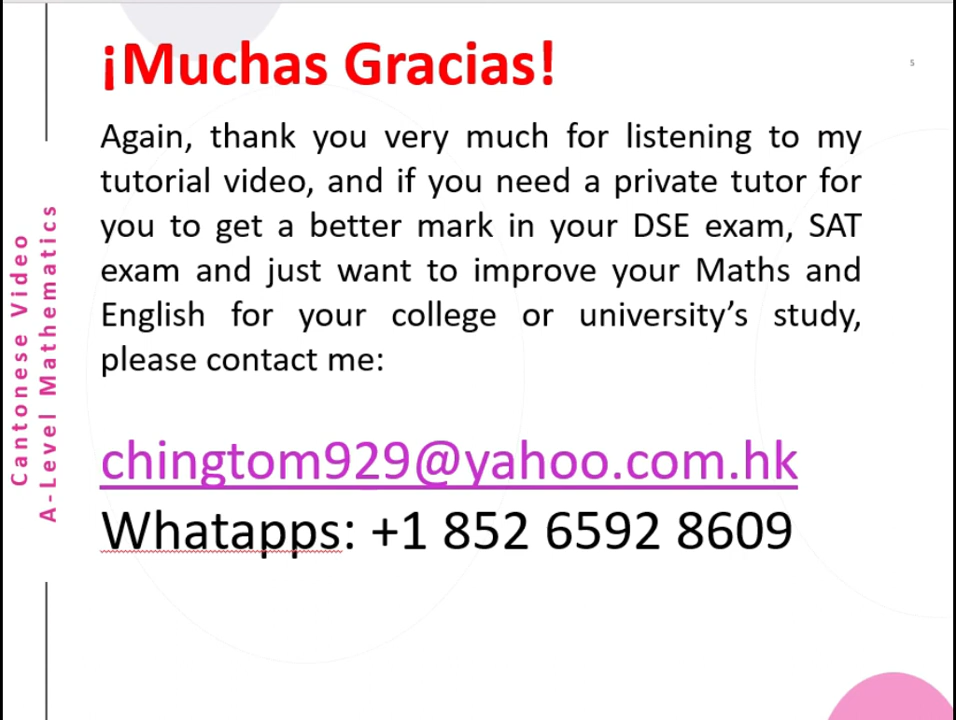 ¡Muchas Gracias!
5
Again, thank you very much for listening to my
tutorial video, and if you need a private tutor for
you to get a better mark in your DSE exam, SAT
exam and just want to improve your Maths and
English for your college or university’s study,
please contact me:
chingtom929@yahoo.com.hk
Whatapps: +1 852 6592 8609
Cantonese Video
A-Level Mathematics